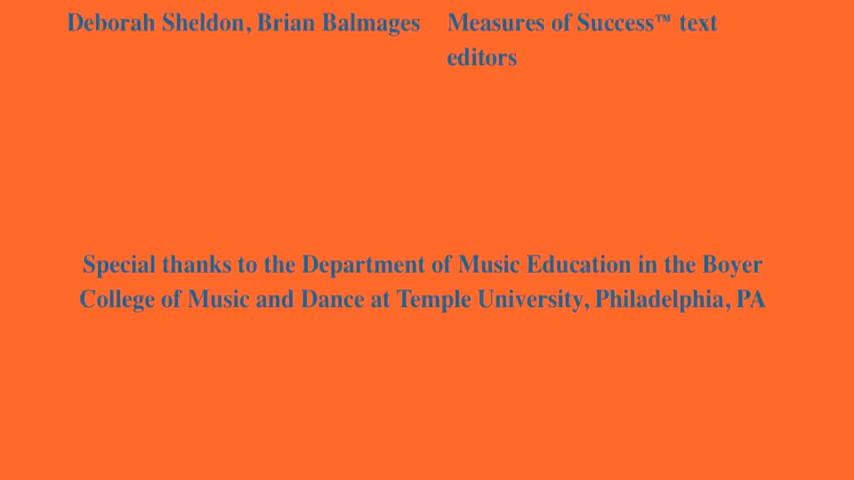 Deborah Sheldon, Brian Balmages Measures of Success™ text
editors
Special thanks to the Department of Music Education in the Boyer
College of Music and Dance at Temple University, Philadelphia, PA